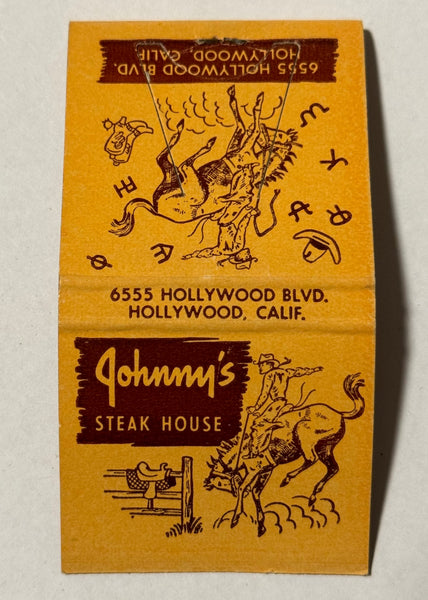 6555 HOLLYWOOD BLVD.
HOLLYWOOD, CALIF.
6555 HOLLYWOOD BLVD.
HOLLYWOOD, CALIF.
Johnny's
STEAK HOUSE